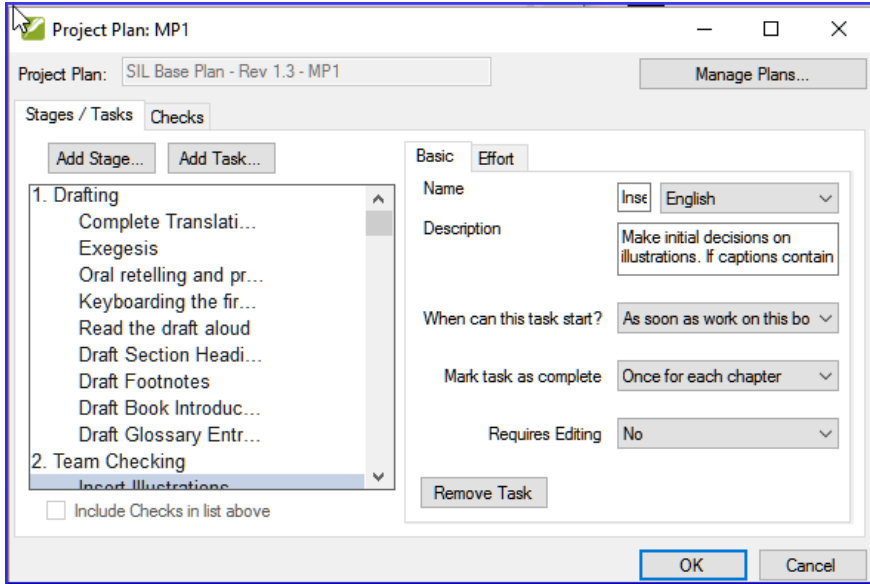 Project Plan: MP1
Project Plan:
SIL Base Plan - Rev 1.3 - MP1
Manage Plans...
Stages / Tasks
Checks
Add Stage...
Add Task...
1. Drafting
Complete Translati...
Exegesis
Oral retelling and pr...
Keyboarding the fir...
Read the draft aloud
Draft Section Headi...
Draft Footnotes
Draft Book Introduc...
Draft Glossary Entr...
2. Team Checking
Insert Illustrations
Include Checks in list above
Basic
Effort
Name
Inse
English
Description
Make initial decisions on
illustrations. If captions contain
When can this task start?
As soon as work on this bo
Mark task as complete
Once for each chapter
Requires Editing
No
Remove Task
OK
Cancel